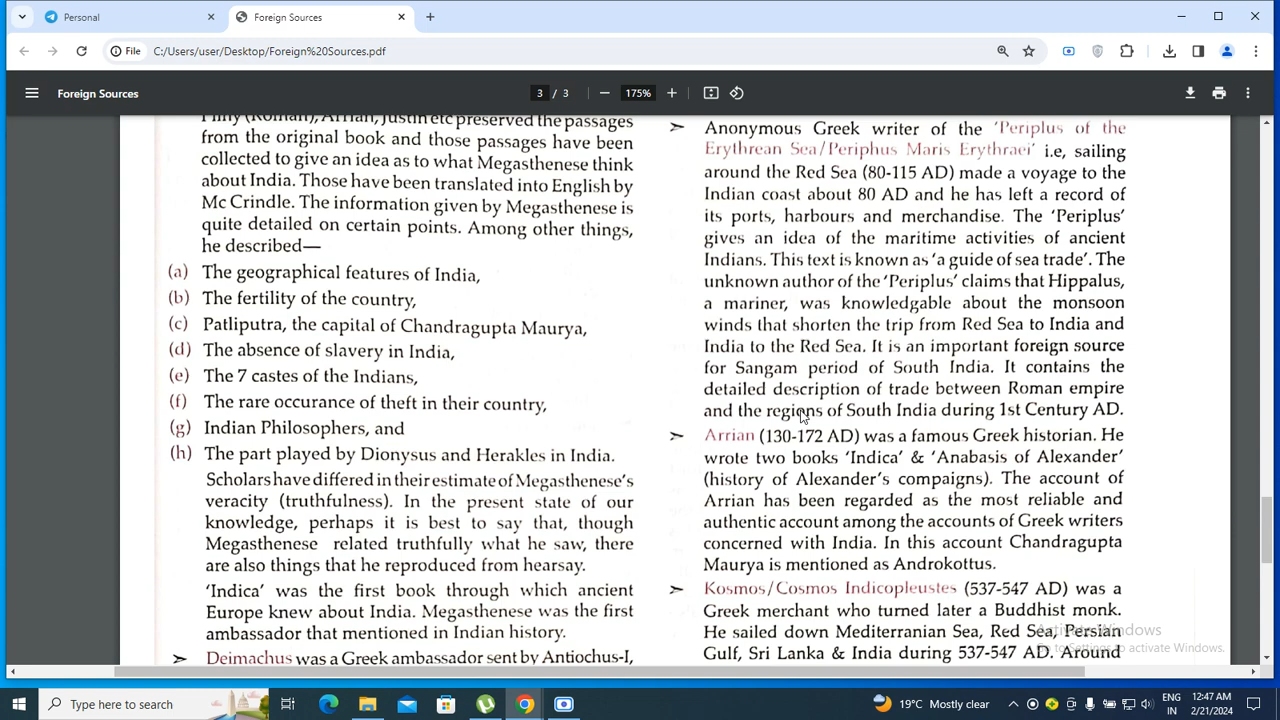 Personal
Foreign Sources
File
C:/Users/user/Desktop/Foreign%20Sources.pdf
Foreign Sources
3 / 3
175%
Pliny (Roman), Arrian, Justin etc preserved the passages
from the original book and those passages have been
collected to give an idea as to what Megasthenese think
about India. Those have been translated into English by
Mc Crindle. The information given by Megasthenese is
quite detailed on certain points. Among other things,
he described—
(a) The geographical features of India,
(b) The fertility of the country,
(c) Patliputra, the capital of Chandragupta Maurya,
(d) The absence of slavery in India,
(e) The 7 castes of the Indians,
(f) The rare occurance of theft in their country,
(g) Indian Philosophers, and
(h) The part played by Dionysus and Herakles in India.
Scholars have differed in their estimate of Megasthenese's
veracity (truthfulness). In the present state of our
knowledge, perhaps it is best to say that, though
Megasthenese related truthfully what he saw, there
are also things that he reproduced from hearsay.
'Indica' was the first book through which ancient
Europe knew about India. Megasthenese was the first
ambassador that mentioned in Indian history.
➢ Deimachus was a Greek ambassador sent by Antiochus-I,
➢ Anonymous Greek writer of the 'Periplus of the
Erythrean Sea/Periphus Maris Erythraei' i.e, sailing
around the Red Sea (80-115 AD) made a voyage to the
Indian coast about 80 AD and he has left a record of
its ports, harbours and merchandise. The 'Periplus'
gives an idea of the maritime activities of ancient
Indians. This text is known as 'a guide of sea trade'. The
unknown author of the 'Periplus' claims that Hippalus,
a mariner, was knowledgable about the monsoon
winds that shorten the trip from Red Sea to India and
India to the Red Sea. It is an important foreign source
for Sangam period of South India. It contains the
detailed description of trade between Roman empire
and the regions of South India during 1st Century AD.
➢ Arrian (130-172 AD) was a famous Greek historian. He
wrote two books 'Indica' & 'Anabasis of Alexander'
(history of Alexander's compaigns). The account of
Arrian has been regarded as the most reliable and
authentic account among the accounts of Greek writers
concerned with India. In this account Chandragupta
Maurya is mentioned as Androkottus.
➢ Kosmos/Cosmos Indicopleustes (537-547 AD) was a
Greek merchant who turned later a Buddhist monk.
He sailed down Mediterranian Sea, Red Sea, Persian
Gulf, Sri Lanka & India during 537-547 AD. Around
Activate Windows
Go to Settings to activate Windows.
Type here to search
19°C Mostly clear
ENG
IN
12:47 AM
2/21/2024